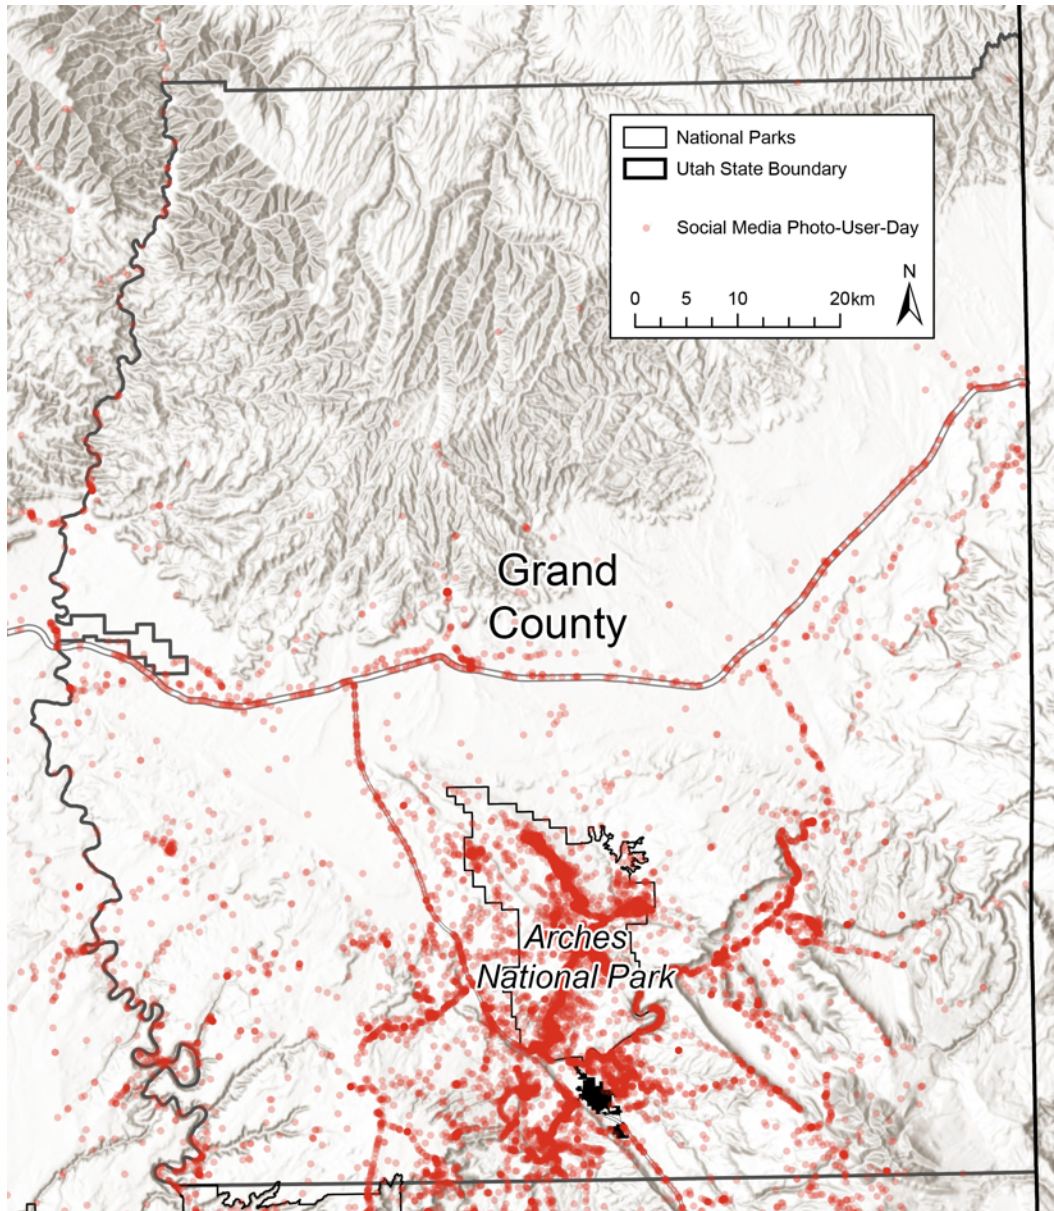 National Parks
Utah State Boundary
Social Media Photo-User-Day
N
0 5 10 20km
Grand
County
Arches
National Park